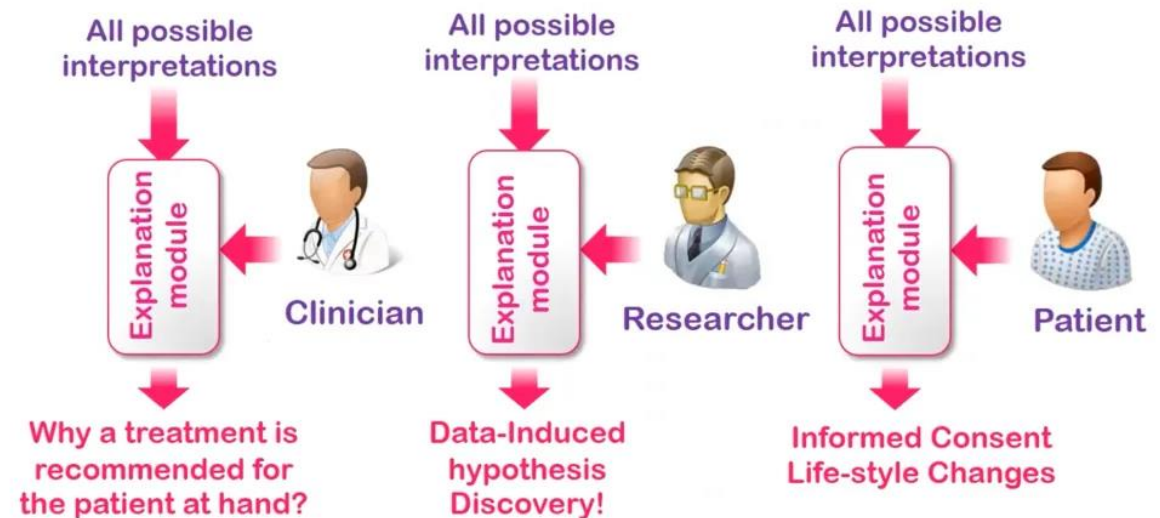 All possible
interpretations
Explanation
module
Clinician
Why a treatment is
recommended for
the patient at hand?
All possible
interpretations
Explanation
module
Researcher
Data-Induced
hypothesis
Discovery!
All possible
interpretations
Explanation
module
Patient
Informed Consent
Life-style Changes